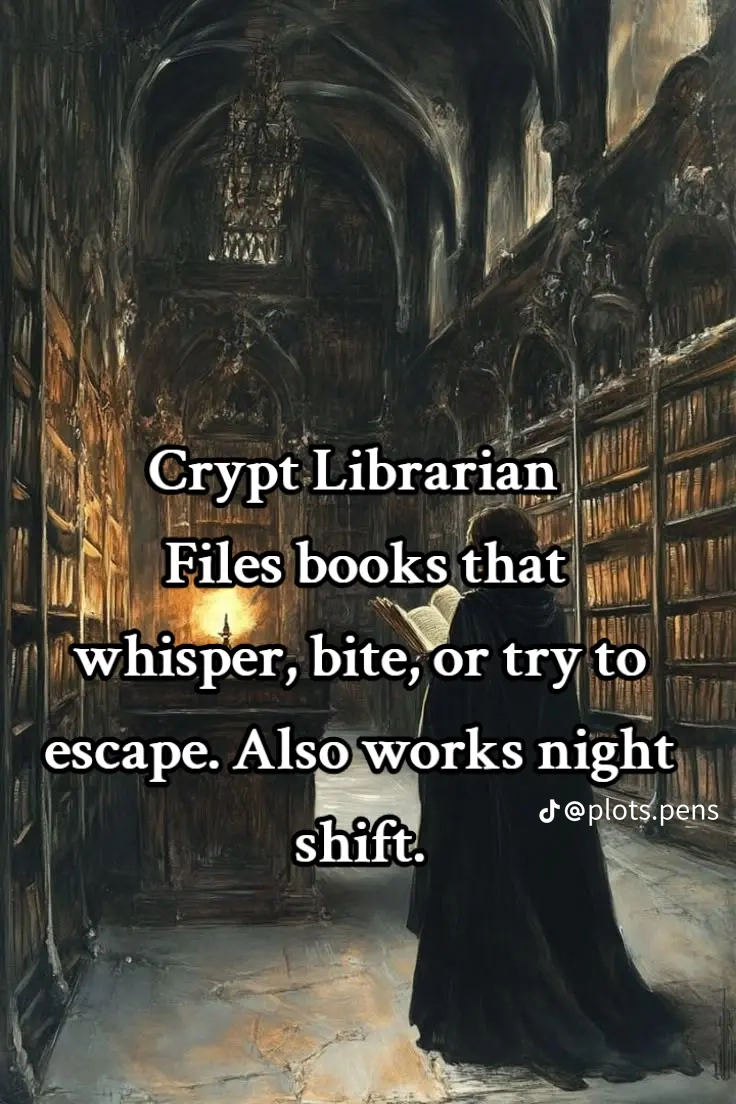 Crypt Librarian
Files books that
whisper, bite, or try to
escape. Also works night
@plots.pens
shift.